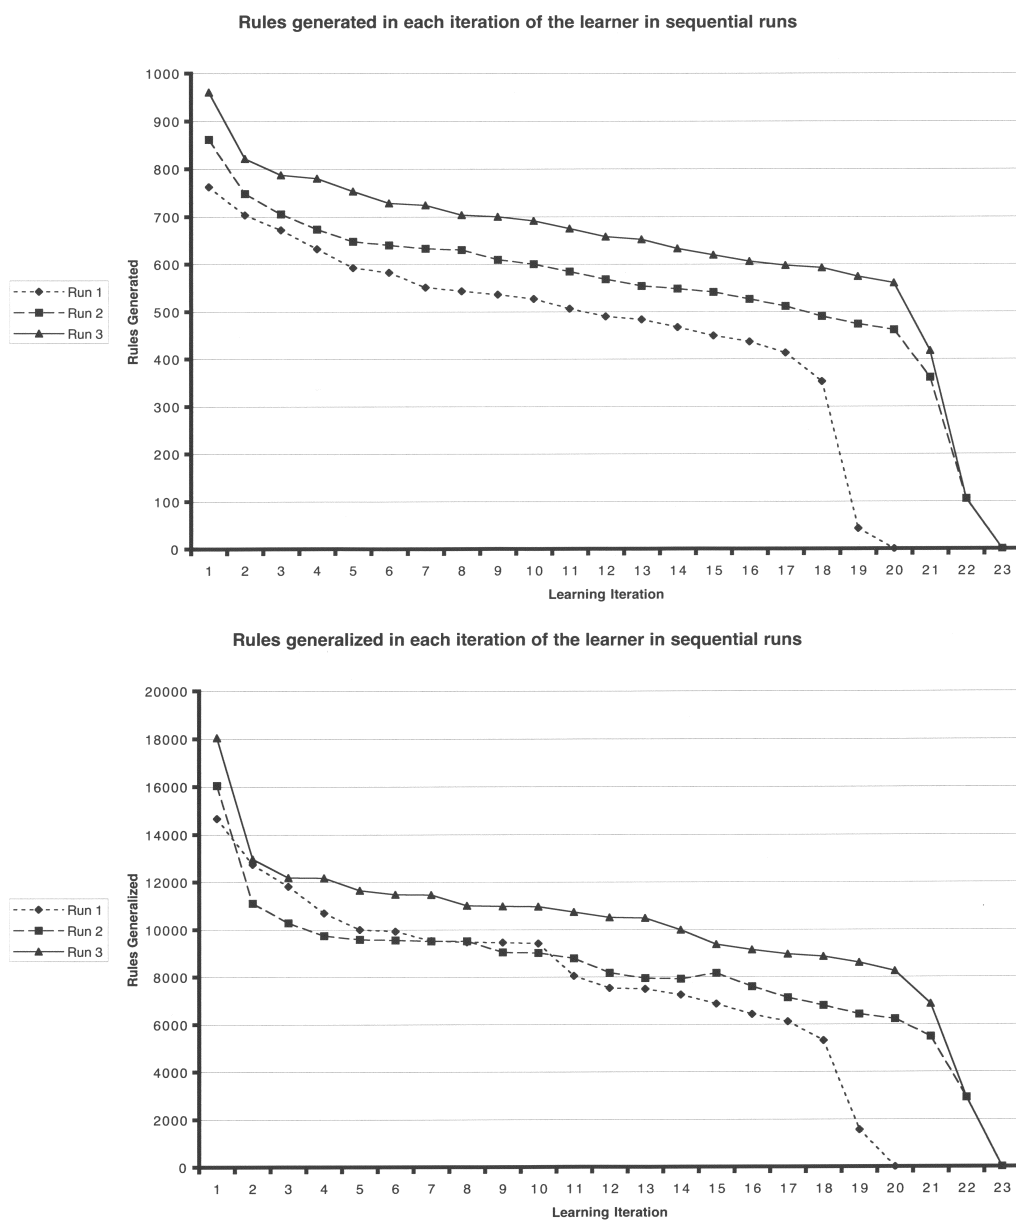 Rules generated in each iteration of the learner in sequential runs
1000
900
800
700
600
500
400
300
200
100
0
Rules Generated
Run 1
Run 2
Run 3
1 2 3 4 5 6 7 8 9 10 11 12 13 14 15 16 17 18 19 20 21 22 23
Learning Iteration
Rules generalized in each iteration of the learner in sequential runs
20000
18000
16000
14000
12000
10000
8000
6000
4000
2000
0
Rules Generalized
Run 1
Run 2
Run 3
1 2 3 4 5 6 7 8 9 10 11 12 13 14 15 16 17 18 19 20 21 22 23
Learning Iteration